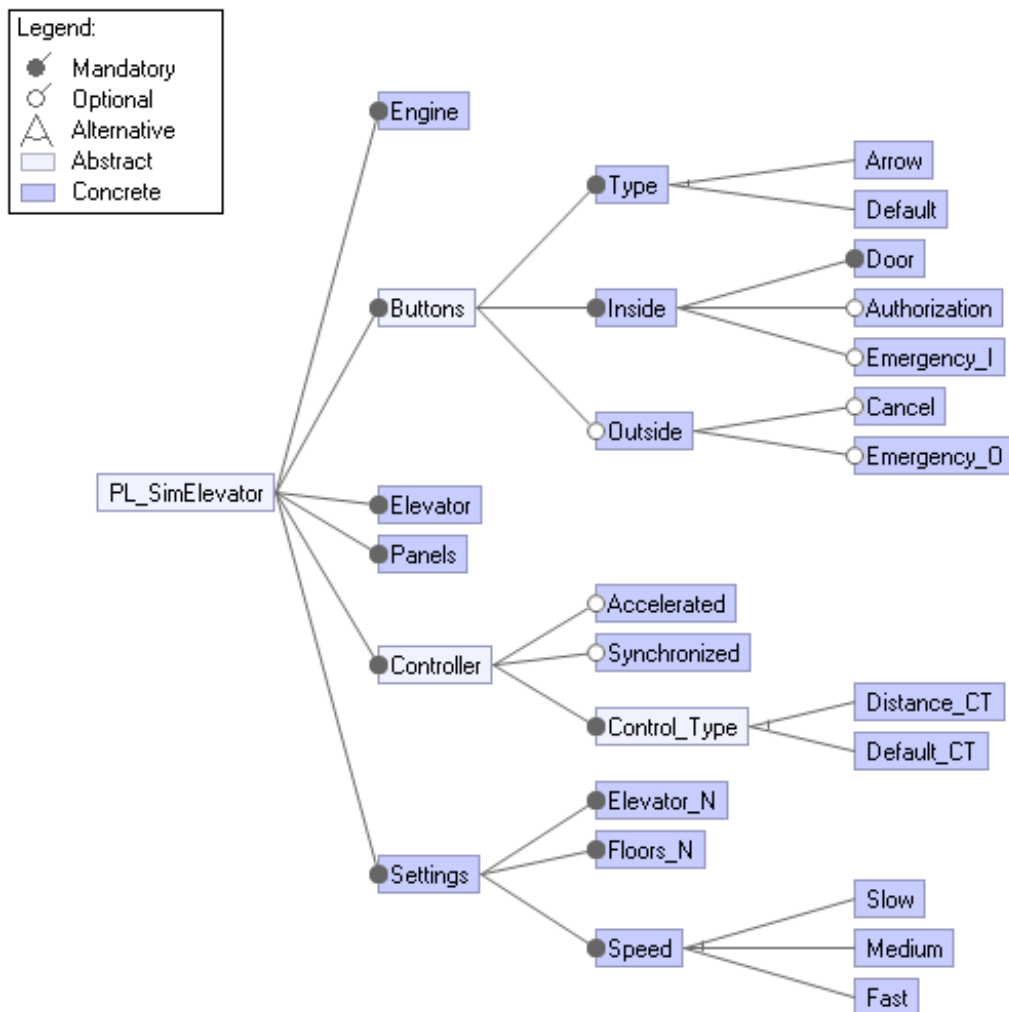 Legend:
Mandatory
Optional
Alternative
Abstract
Concrete
Engine
Arrow
Type
Default
Door
Buttons
Inside
Authorization
Emergency_I
Cancel
Outside
Emergency_O
PL_SimElevator
Elevator
Panels
Accelerated
Synchronized
Controller
Distance_CT
Control_Type
Default_CT
Elevator_N
Floors_N
Settings
Slow
Speed
Medium
Fast